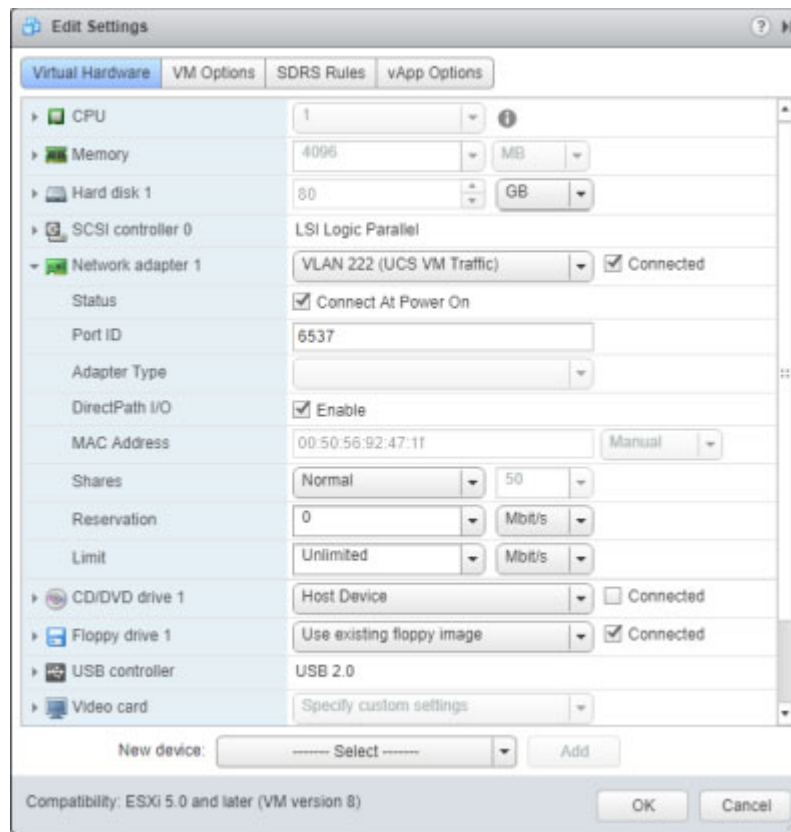 Edit Settings ?
Virtual Hardware VM Options SDRS Rules vApp Options
CPU 1
Memory 4096 MB
Hard disk 1 80 GB
SCSI controller 0 LSI Logic Parallel
Network adapter 1 VLAN 222 (UCS VM Traffic) Connected
Status Connect At Power On
Port ID 6537
Adapter Type
DirectPath I/O Enable
MAC Address 00:50:56:92:47:1f Manual
Shares Normal 50
Reservation 0 Mbit/s
Limit Unlimited Mbit/s
CD/DVD drive 1 Host Device Connected
Floppy drive 1 Use existing floppy image Connected
USB controller USB 2.0
Video card Specify custom settings
New device: ------- Select ------- Add
Compatibility: ESXi 5.0 and later (VM version 8) OK Cancel